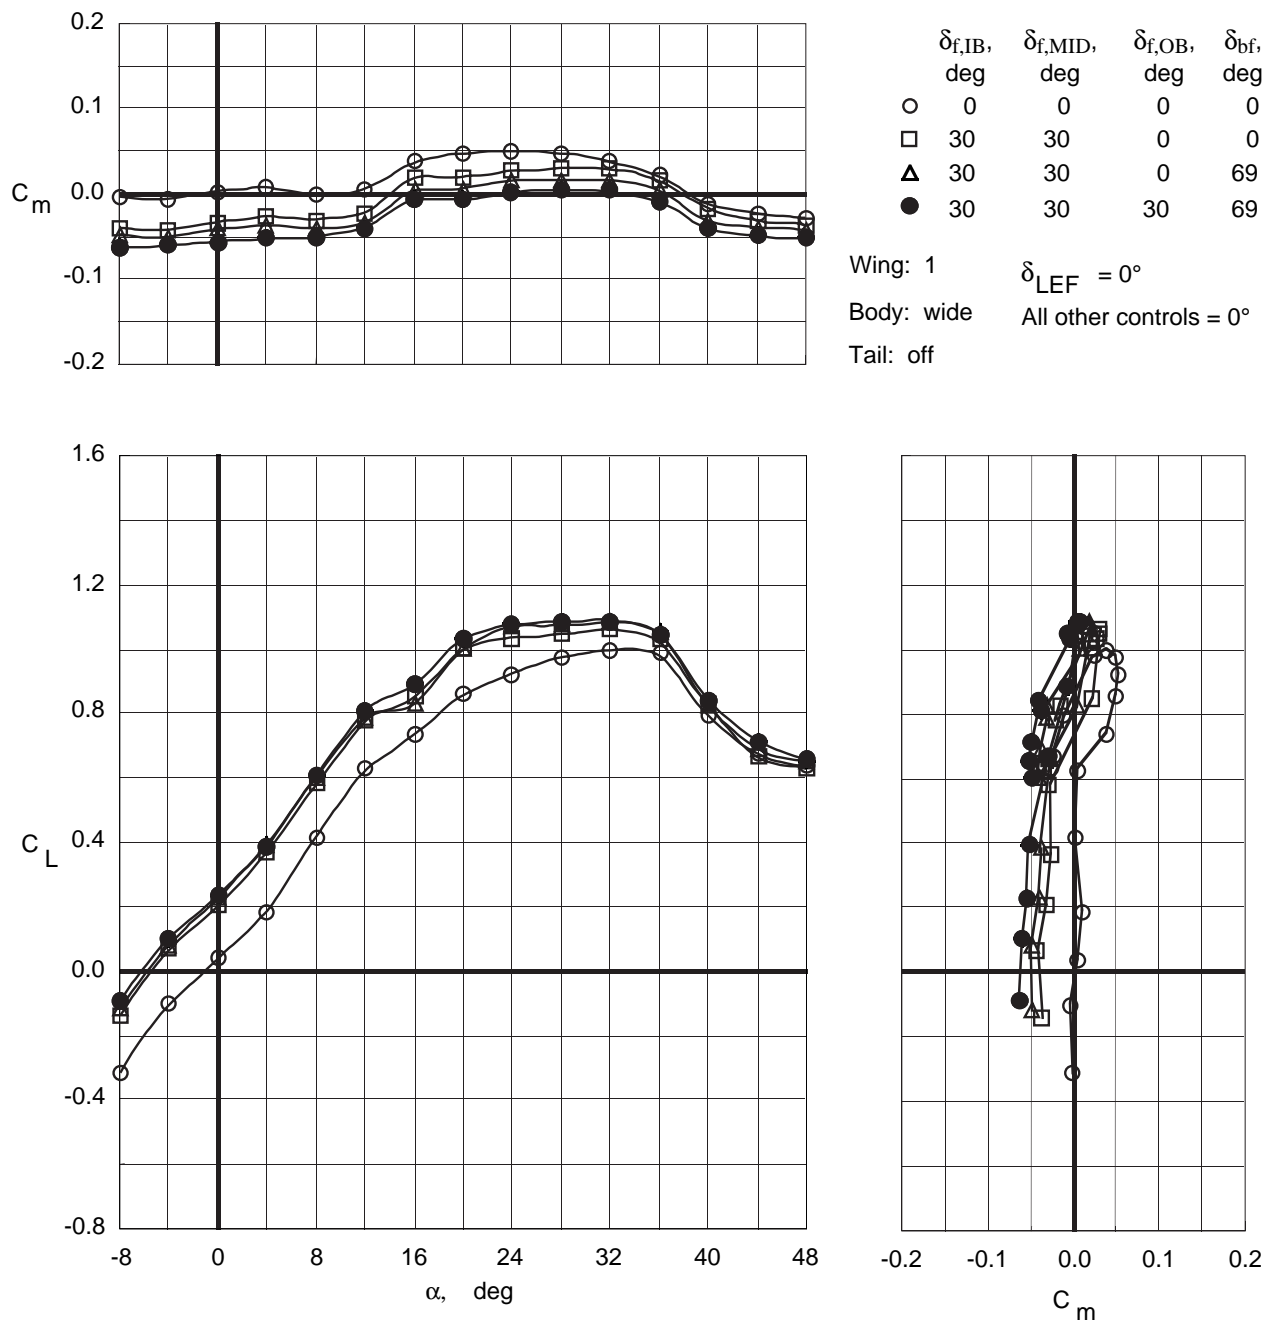 0.2
0.1
0.0
-0.1
-0.2
C m
δf,IB, δf,MID, δf,OB, δbf,
deg deg deg deg
0 0 0 0
30 30 0 0
30 30 0 69
30 30 30 69
Wing: 1 δLEF = 0°
Body: wide All other controls = 0°
Tail: off
1.6
1.2
0.8
0.4
0.0
-0.4
-0.8
C L
-8 0 8 16 24 32 40 48
α, deg
-0.2 -0.1 0.0 0.1 0.2
C m